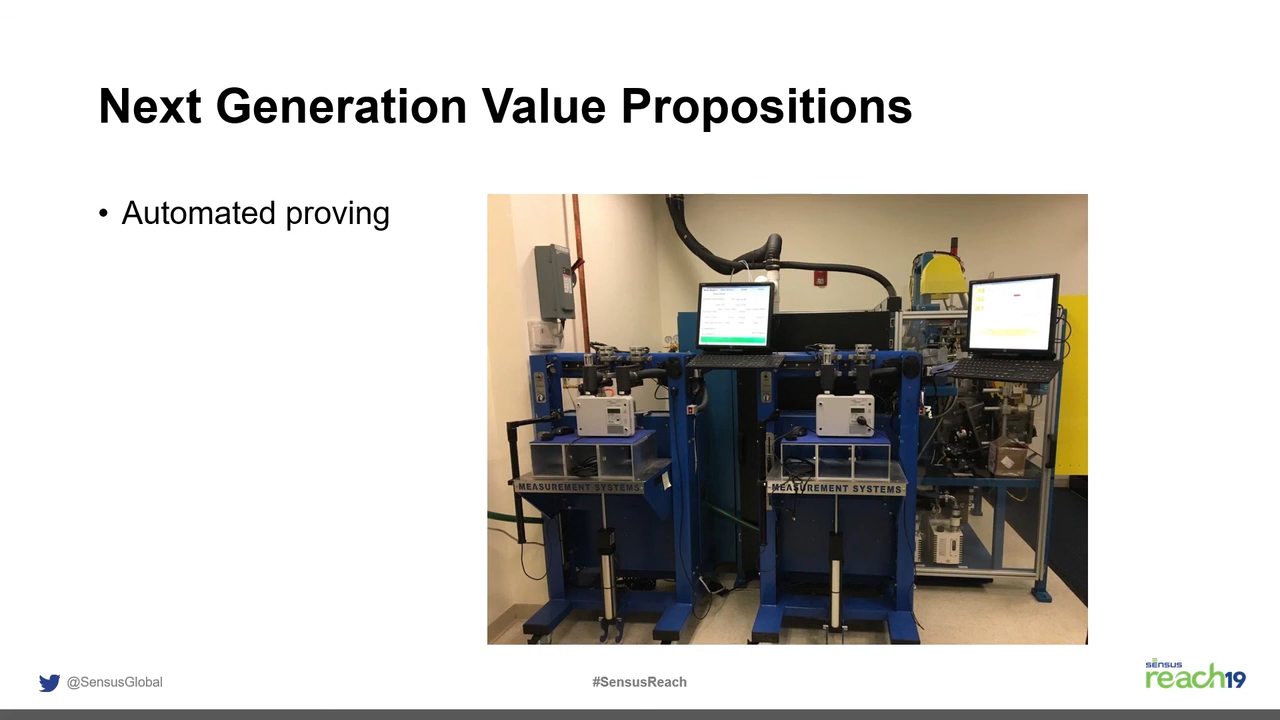 Next Generation Value Propositions
• Automated proving
MEASUREMENT SYSTEMS
MEASUREMENT SYSTEMS
@SensusGlobal
#SensusReach
sensus
reach19